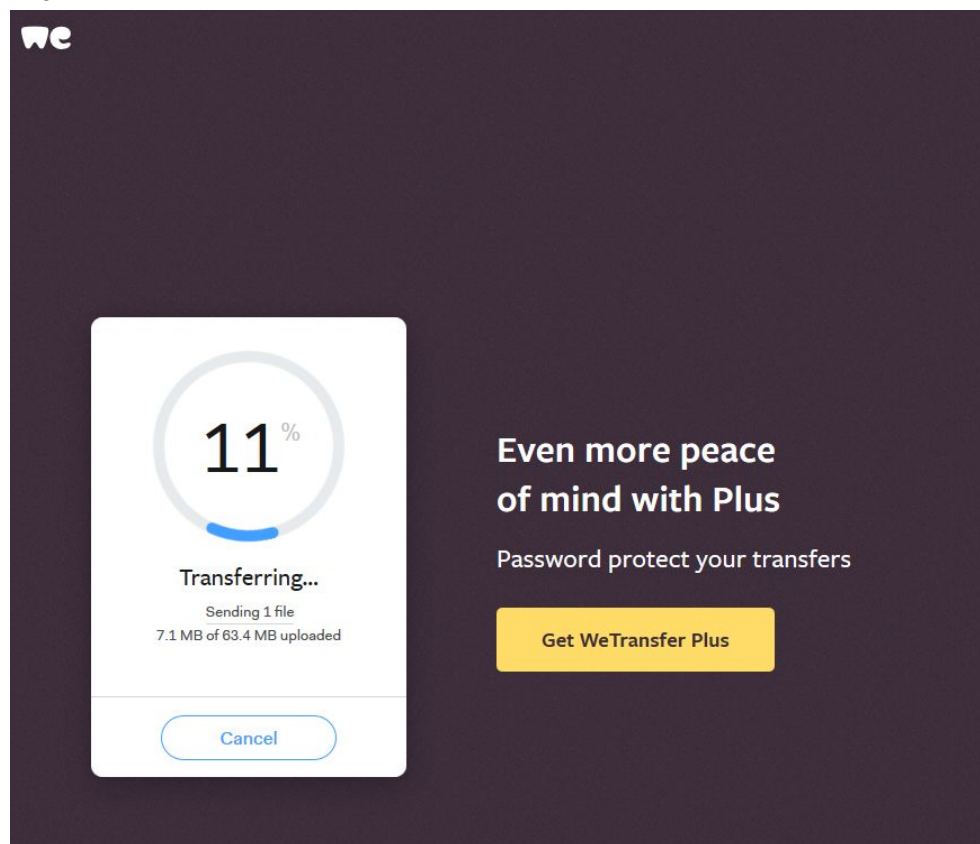 we
11%
Transferring...
Sending 1 file
7.1 MB of 63.4 MB uploaded
Cancel
Even more peace
of mind with Plus
Password protect your transfers
Get WeTransfer Plus